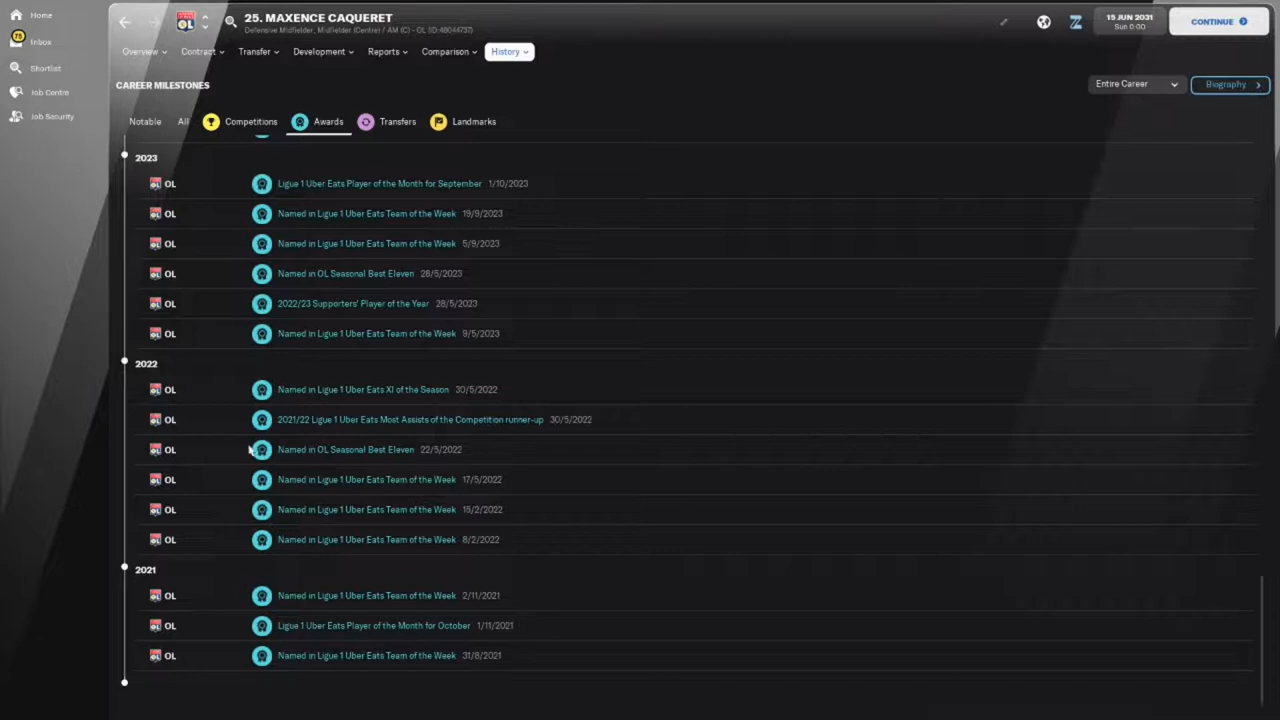 Home
75
Inbox
Shortlist
Job Centre
Job Security
OL
25. MAXENCE CAQUERET
Defensive Midfielder, Midfielder (Centre) / AM (C) - OL (ID:48044737)
15 JUN 2031
Sun 0:00
CONTINUE
Overview
Contract
Transfer
Development
Reports
Comparison
History
CAREER MILESTONES
Entire Career
Biography
Notable
All
Competitions
Awards
Transfers
Landmarks
2023
OL Ligue 1 Uber Eats Player of the Month for September 1/10/2023
OL Named in Ligue 1 Uber Eats Team of the Week 19/9/2023
OL Named in Ligue 1 Uber Eats Team of the Week 5/9/2023
OL Named in OL Seasonal Best Eleven 28/5/2023
OL 2022/23 Supporters' Player of the Year 28/5/2023
OL Named in Ligue 1 Uber Eats Team of the Week 9/5/2023
2022
OL Named in Ligue 1 Uber Eats XI of the Season 30/5/2022
OL 2021/22 Ligue 1 Uber Eats Most Assists of the Competition runner-up 30/5/2022
OL Named in OL Seasonal Best Eleven 22/5/2022
OL Named in Ligue 1 Uber Eats Team of the Week 17/5/2022
OL Named in Ligue 1 Uber Eats Team of the Week 15/2/2022
OL Named in Ligue 1 Uber Eats Team of the Week 8/2/2022
2021
OL Named in Ligue 1 Uber Eats Team of the Week 2/11/2021
OL Ligue 1 Uber Eats Player of the Month for October 1/11/2021
OL Named in Ligue 1 Uber Eats Team of the Week 31/8/2021